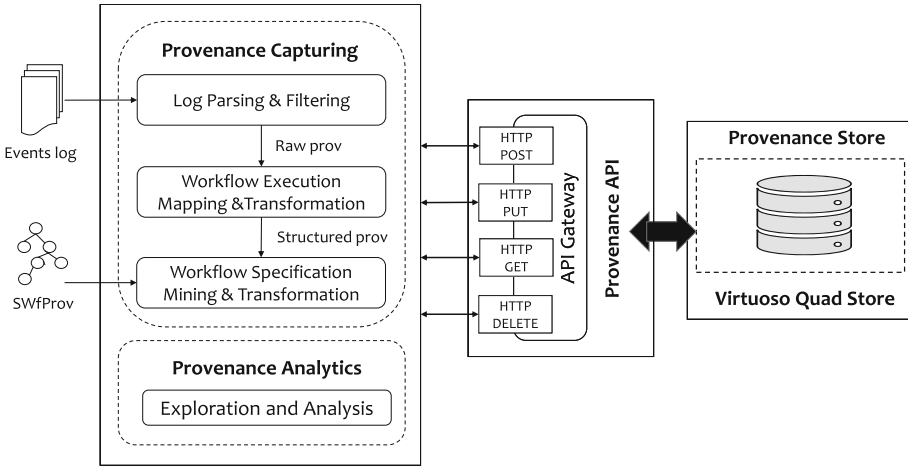 Provenance Capturing
Log Parsing & Filtering
Events log
Raw prov
Workflow Execution
Mapping &Transformation
Structured prov
Workflow Specification
Mining & Transformation
SWfProv
Provenance Analytics
Exploration and Analysis
HTTP
POST
HTTP
PUT
HTTP
GET
HTTP
DELETE
API Gateway
Provenance API
Provenance Store
Virtuoso Quad Store